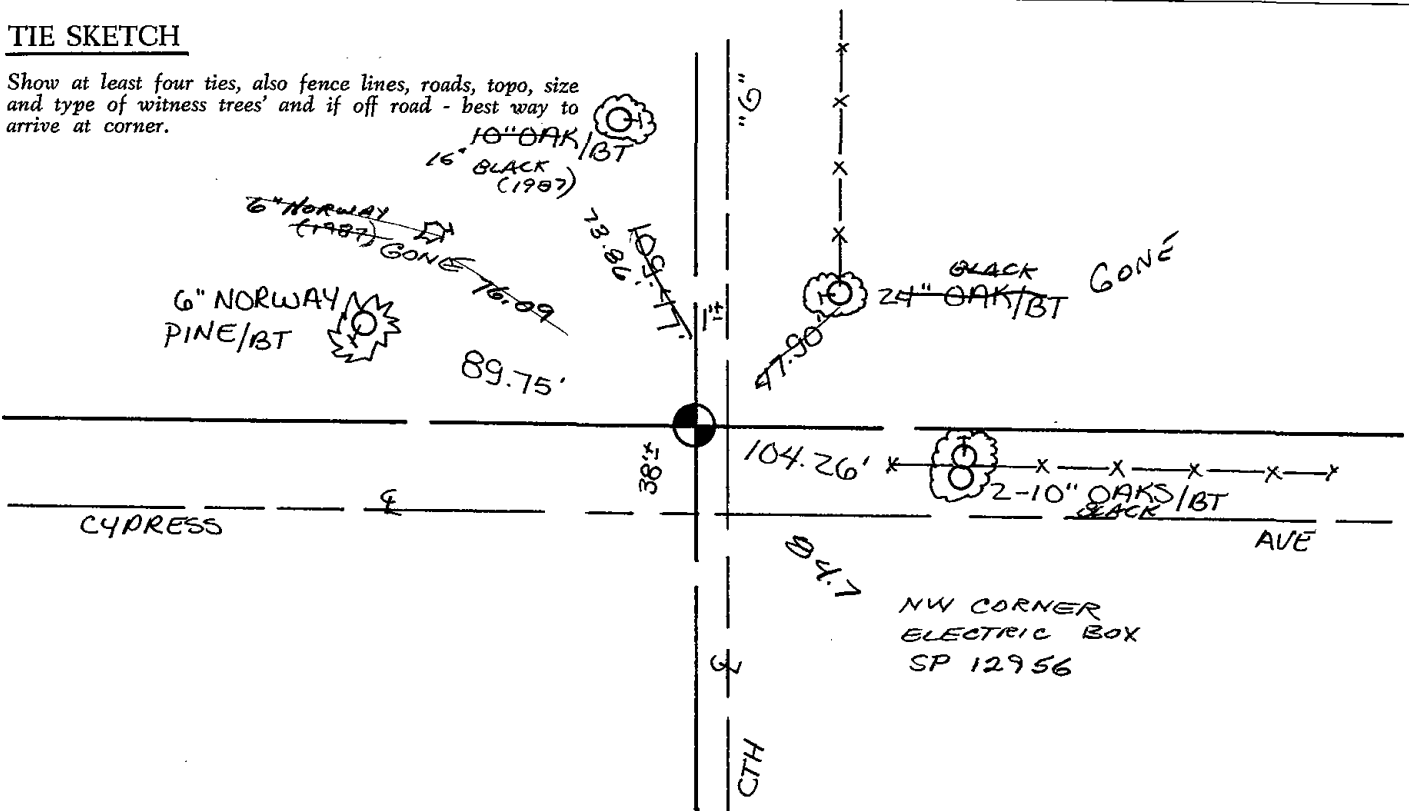 TIE SKETCH
Show at least four ties, also fence lines, roads, topo, size
and type of witness trees' and if off road - best way to
arrive at corner.
10" OAK/BT
16" BLACK
(1987)
"G"
6" NORWAY
(1987) GONE
76.09
73.86'
109.17'
1'±
BLACK
24" OAK/BT
GONE
47.90'
6" NORWAY
PINE/BT
89.75'
38'±
104.26'
2-10" OAKS/BT
BLACK
CYPRESS
℄
AVE
84.7
NW CORNER
ELECTRIC BOX
SP 12956
℄
CTH